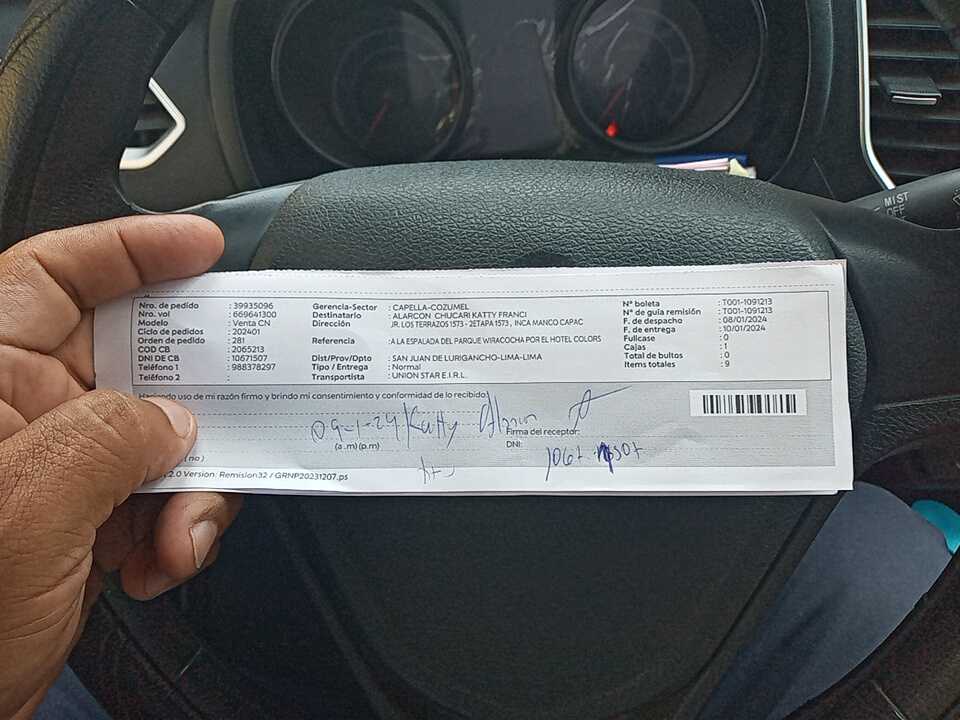 MIST
OFF
Nro. de pedido : 39935096
Nro. vol : 669641300
Modelo : Venta CN
Ciclo de pedidos : 202401
Orden de pedido : 281
COD CB : 2065213
DNI DE CB : 10671507
Teléfono 1 : 988378297
Teléfono 2 :
Gerencia-Sector : CAPELLA-COZUMEL
Destinatario : ALARCON CHUCARI KATTY FRANCI
Dirección JR. LOS TERRAZOS 1573 - 2ETAPA 1573 , INCA MANCO CAPAC
Referencia : A LA ESPALADA DEL PARQUE WIRACOCHA POR EL HOTEL COLORS
Dist/Prov/Dpto : SAN JUAN DE LURIGANCHO-LIMA-LIMA
Tipo / Entrega : Normal
Transportista : UNION STAR E.I.R.L.
N° boleta : T001-1091213
N° de guía remisión : T001-1091213
F. de despacho : 08/01/2024
F. de entrega : 10/01/2024
Fullcase : 0
Cajas : 1
Total de bultos : 0
Items totales : 9
Haciendo uso de mi razón firmo y brindo mi consentimiento y conformidad de lo recibido:
09-1-24 Katty
(a.m) (p.m)
Firma del receptor:
DNI:
(no)
2.0 Version: Remision32 / GRNP20231207.ps